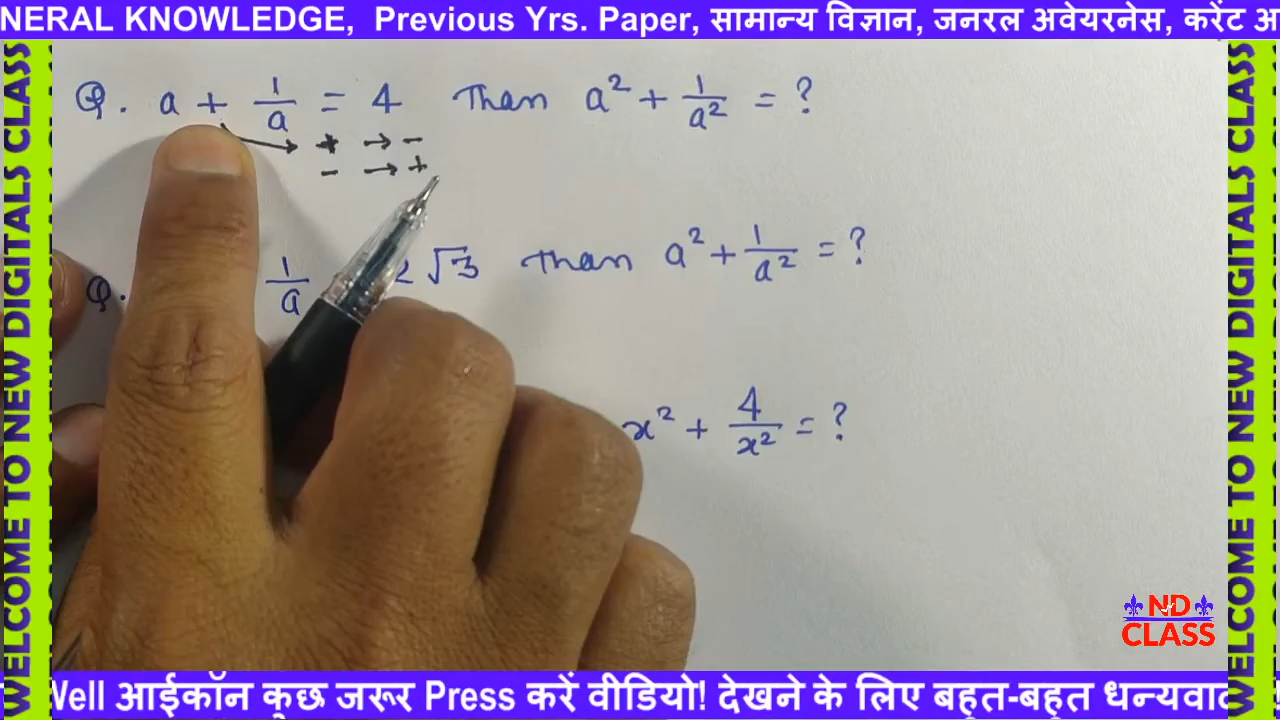 NERAL KNOWLEDGE, Previous Yrs. Paper, सामान्य विज्ञान, जनरल अवेयरनेस, करेंट अ
WELCOME TO NEW DIGITALS CLASS
Q. a + 1/a = 4 Than a² + 1/a² = ?
+ → -
- → +
Q. 1/a 2√3 Than a² + 1/a² = ?
x² + 4/x² = ?
ND
CLASS
WELCOME TO NEW DIGITALS CLASS
Well आईकॉन कुछ जरूर Press करें वीडियो! देखने के लिए बहुत-बहुत धन्यवाद